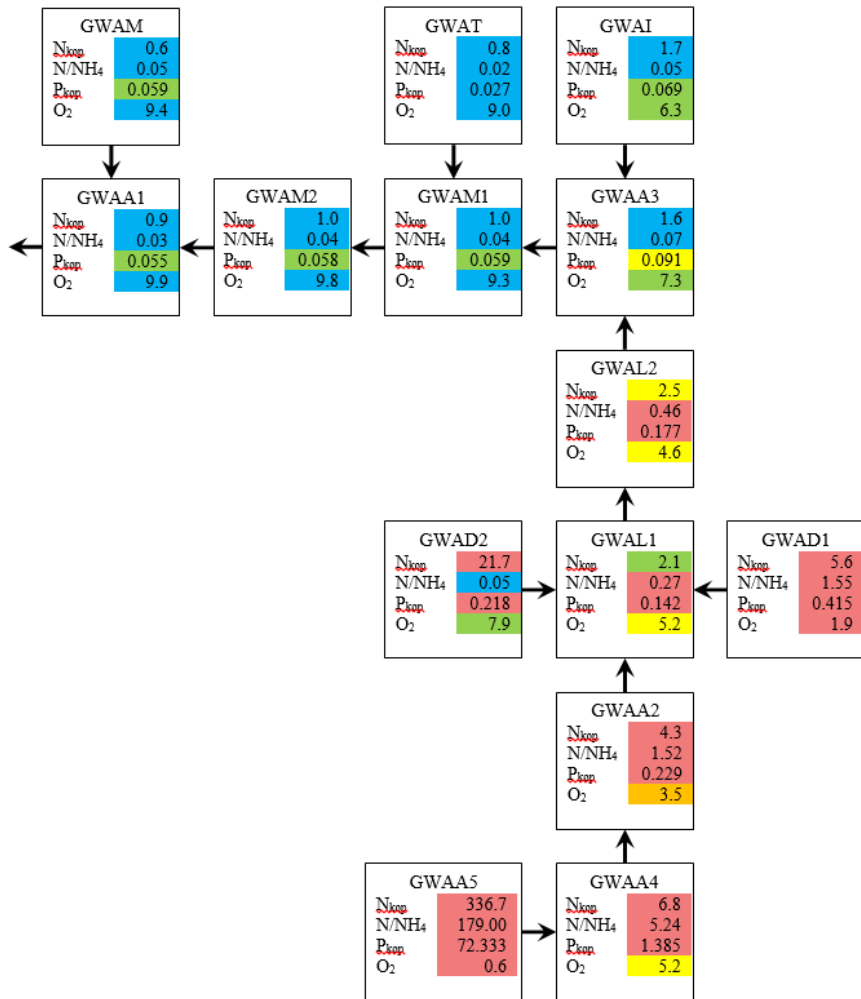 GWAM
Nkop 0.6
N/NH4 0.05
Pkop 0.059
O2 9.4
GWAT
Nkop 0.8
N/NH4 0.02
Pkop 0.027
O2 9.0
GWAI
Nkop 1.7
N/NH4 0.05
Pkop 0.069
O2 6.3
GWAA1
Nkop 0.9
N/NH4 0.03
Pkop 0.055
O2 9.9
GWAM2
Nkop 1.0
N/NH4 0.04
Pkop 0.058
O2 9.8
GWAM1
Nkop 1.0
N/NH4 0.04
Pkop 0.059
O2 9.3
GWAA3
Nkop 1.6
N/NH4 0.07
Pkop 0.091
O2 7.3
GWAL2
Nkop 2.5
N/NH4 0.46
Pkop 0.177
O2 4.6
GWAD2
Nkop 21.7
N/NH4 0.05
Pkop 0.218
O2 7.9
GWAL1
Nkop 2.1
N/NH4 0.27
Pkop 0.142
O2 5.2
GWAD1
Nkop 5.6
N/NH4 1.55
Pkop 0.415
O2 1.9
GWAA2
Nkop 4.3
N/NH4 1.52
Pkop 0.229
O2 3.5
GWAA5
Nkop 336.7
N/NH4 179.00
Pkop 72.333
O2 0.6
GWAA4
Nkop 6.8
N/NH4 5.24
Pkop 1.385
O2 5.2